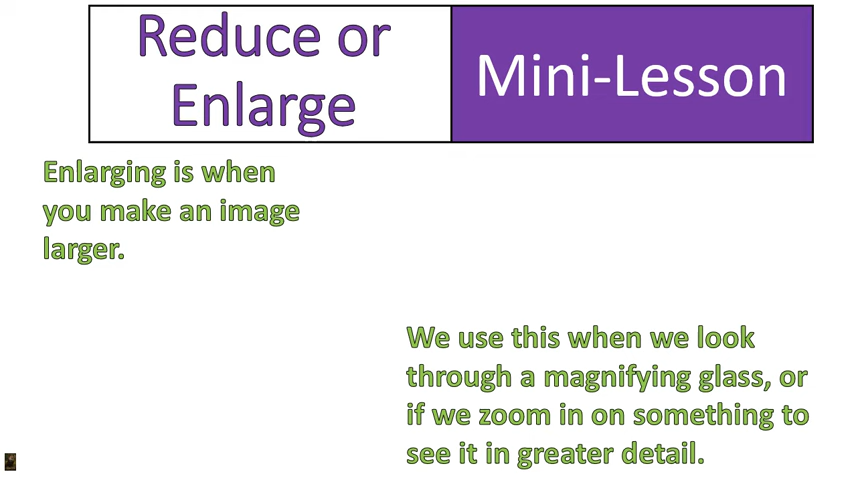 Reduce or
Enlarge
Mini-Lesson
Enlarging is when
you make an image
larger.
We use this when we look
through a magnifying glass, or
if we zoom in on something to
see it in greater detail.